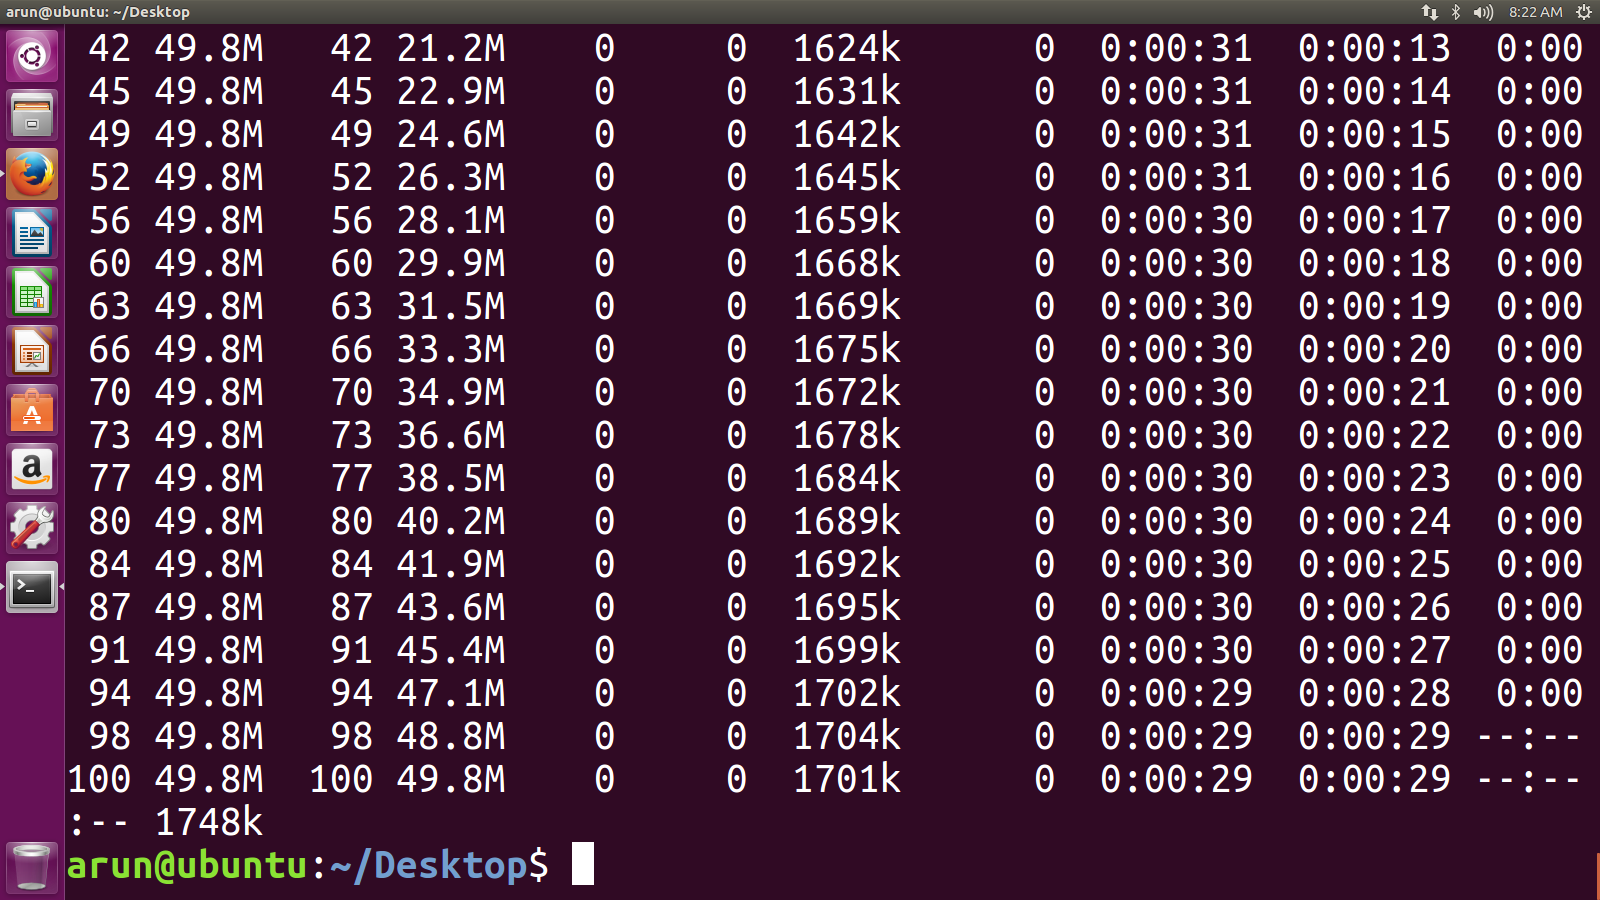 arun@ubuntu: ~/Desktop 8:22 AM
42 49.8M 42 21.2M 0 0 1624k 0 0:00:31 0:00:13 0:00
45 49.8M 45 22.9M 0 0 1631k 0 0:00:31 0:00:14 0:00
49 49.8M 49 24.6M 0 0 1642k 0 0:00:31 0:00:15 0:00
52 49.8M 52 26.3M 0 0 1645k 0 0:00:31 0:00:16 0:00
56 49.8M 56 28.1M 0 0 1659k 0 0:00:30 0:00:17 0:00
60 49.8M 60 29.9M 0 0 1668k 0 0:00:30 0:00:18 0:00
63 49.8M 63 31.5M 0 0 1669k 0 0:00:30 0:00:19 0:00
66 49.8M 66 33.3M 0 0 1675k 0 0:00:30 0:00:20 0:00
70 49.8M 70 34.9M 0 0 1672k 0 0:00:30 0:00:21 0:00
73 49.8M 73 36.6M 0 0 1678k 0 0:00:30 0:00:22 0:00
77 49.8M 77 38.5M 0 0 1684k 0 0:00:30 0:00:23 0:00
80 49.8M 80 40.2M 0 0 1689k 0 0:00:30 0:00:24 0:00
84 49.8M 84 41.9M 0 0 1692k 0 0:00:30 0:00:25 0:00
87 49.8M 87 43.6M 0 0 1695k 0 0:00:30 0:00:26 0:00
91 49.8M 91 45.4M 0 0 1699k 0 0:00:30 0:00:27 0:00
94 49.8M 94 47.1M 0 0 1702k 0 0:00:29 0:00:28 0:00
98 49.8M 98 48.8M 0 0 1704k 0 0:00:29 0:00:29 --:--
100 49.8M 100 49.8M 0 0 1701k 0 0:00:29 0:00:29 --:--
:-- 1748k
arun@ubuntu:~/Desktop$